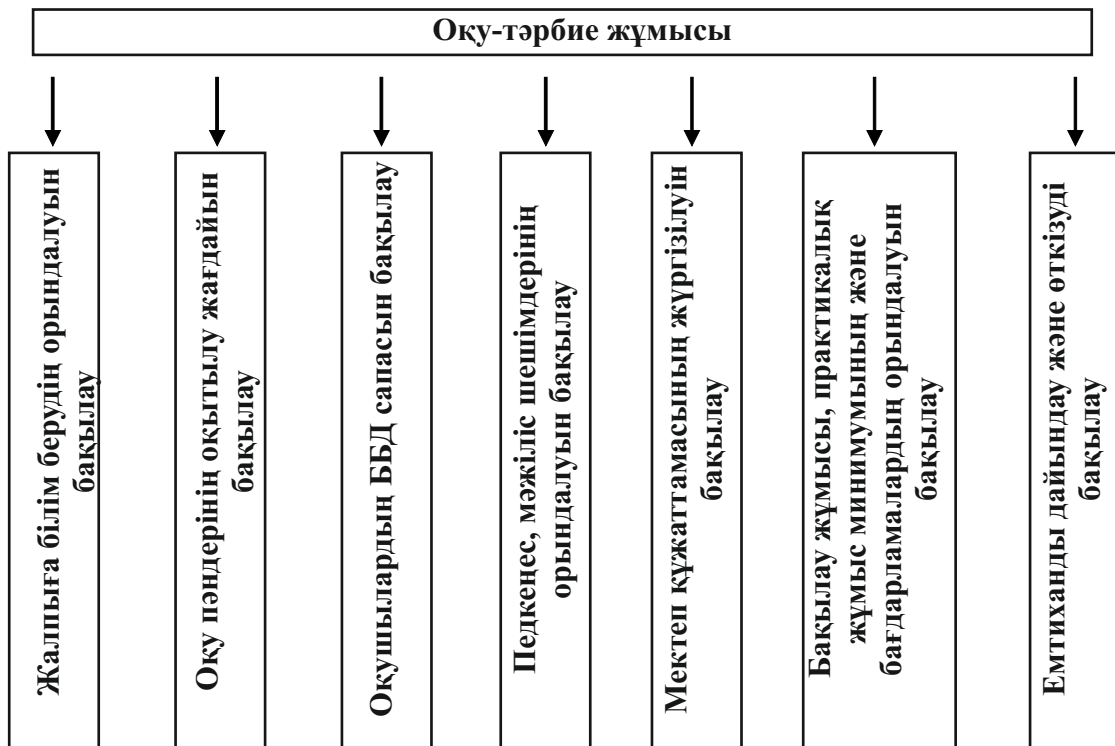 Оқу-тәрбие жұмысы
Жалпыға білім берудің орындалуын
бақылау
Оқу пәндерінің оқытылу жағдайын
бақылау
Оқушылардың ББД сапасын бақылау
Педкеңес, мәжіліс шешімдерінің
орындалуын бақылау
Мектеп құжаттамасының жүргізілуін
бақылау
Бақылау жұмысы, практикалық
жұмыс минимумының және
бағдарламалардың орындалуын
бақылау
Емтиханды дайындау және өткізуді
бақылау